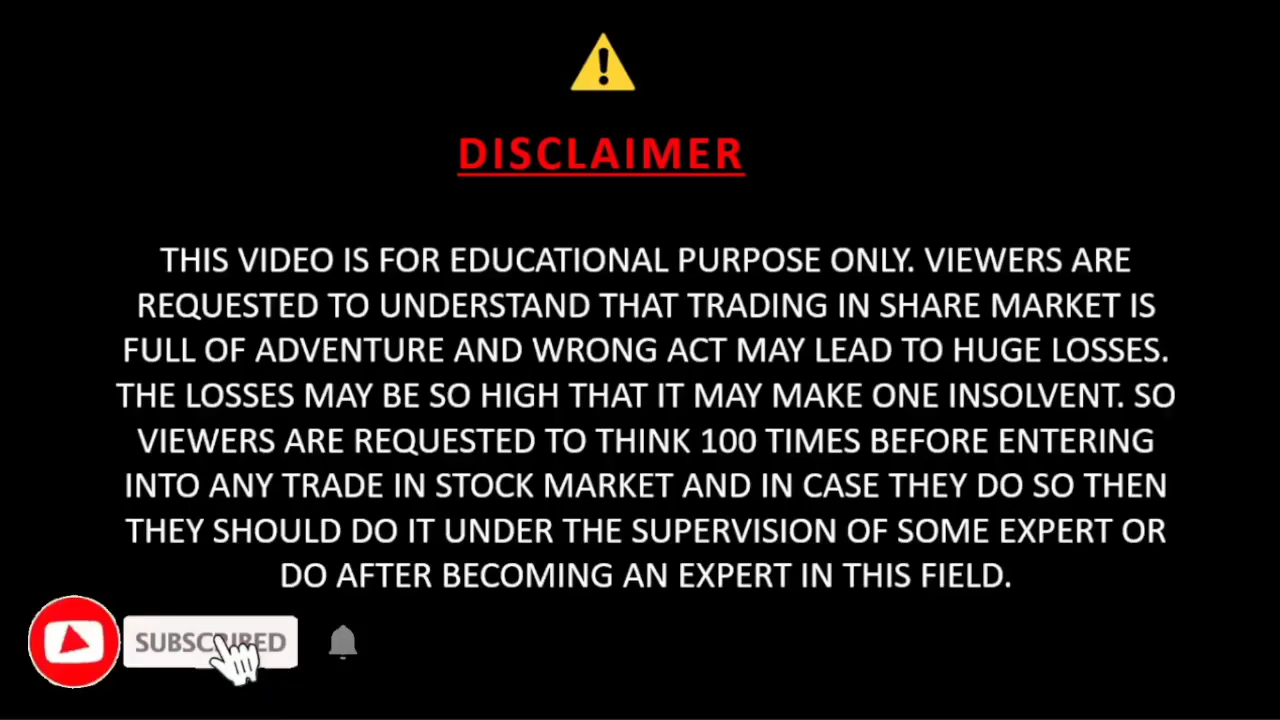 DISCLAIMER
THIS VIDEO IS FOR EDUCATIONAL PURPOSE ONLY. VIEWERS ARE
REQUESTED TO UNDERSTAND THAT TRADING IN SHARE MARKET IS
FULL OF ADVENTURE AND WRONG ACT MAY LEAD TO HUGE LOSSES.
THE LOSSES MAY BE SO HIGH THAT IT MAY MAKE ONE INSOLVENT. SO
VIEWERS ARE REQUESTED TO THINK 100 TIMES BEFORE ENTERING
INTO ANY TRADE IN STOCK MARKET AND IN CASE THEY DO SO THEN
THEY SHOULD DO IT UNDER THE SUPERVISION OF SOME EXPERT OR
DO AFTER BECOMING AN EXPERT IN THIS FIELD.
SUBSCRIBED